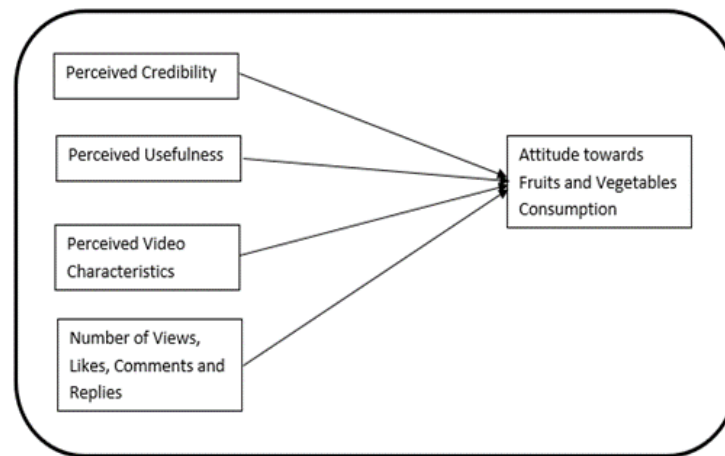 Perceived Credibility
Perceived Usefulness
Perceived Video
Characteristics
Number of Views,
Likes, Comments and
Replies
Attitude towards
Fruits and Vegetables
Consumption